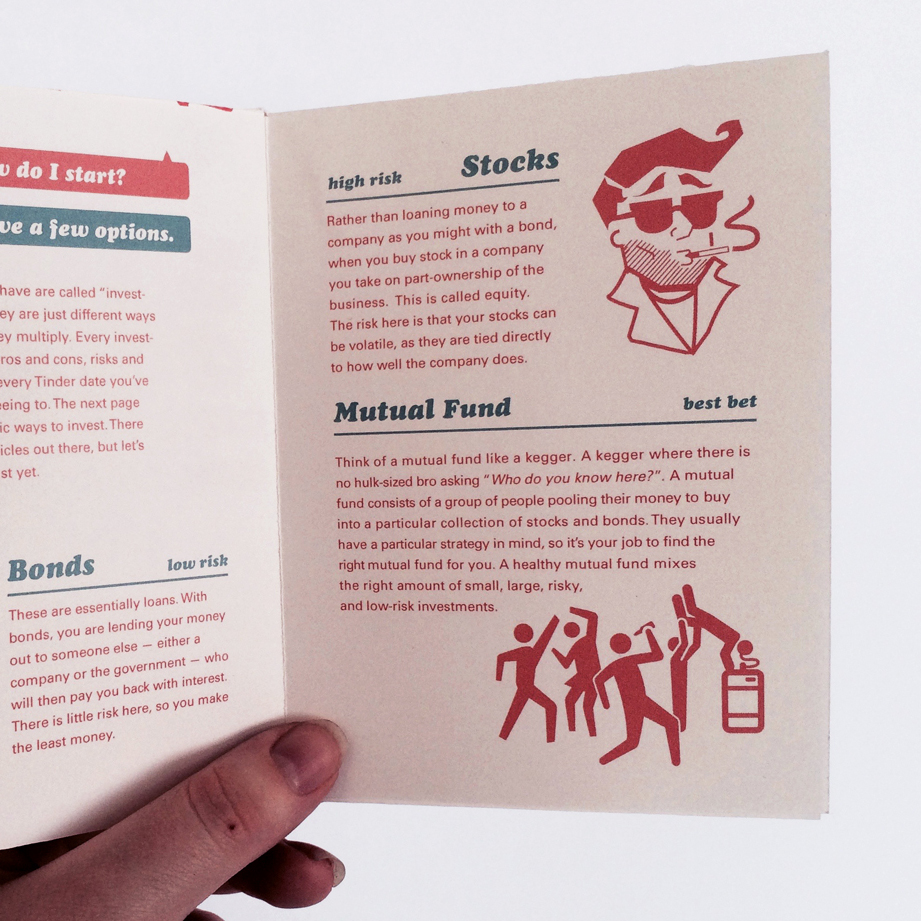 do I start?
a few options.
have are called “invest-
are just different ways
multiply. Every invest-
and cons, risks and
every Tinder date you’ve
to. The next page
ways to invest. There
out there, but let’s
yet.
Bonds low risk
These are essentially loans. With
bonds, you are lending your money
out to someone else — either a
company or the government — who
will then pay you back with interest.
There is little risk here, so you make
the least money.
high risk Stocks
Rather than loaning money to a
company as you might with a bond,
when you buy stock in a company
you take on part-ownership of the
business. This is called equity.
The risk here is that your stocks can
be volatile, as they are tied directly
to how well the company does.
Mutual Fund best bet
Think of a mutual fund like a kegger. A kegger where there is
no hulk-sized bro asking “Who do you know here?”. A mutual
fund consists of a group of people pooling their money to buy
into a particular collection of stocks and bonds. They usually
have a particular strategy in mind, so it’s your job to find the
right mutual fund for you. A healthy mutual fund mixes
the right amount of small, large, risky,
and low-risk investments.